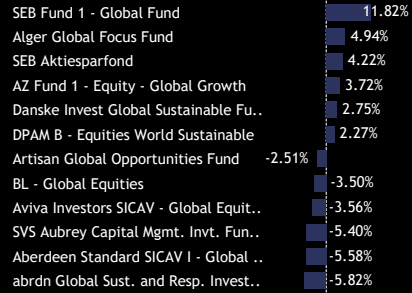 SEB Fund 1 - Global Fund 11.82%
Alger Global Focus Fund 4.94%
SEB Aktiesparfond 4.22%
AZ Fund 1 - Equity - Global Growth 3.72%
Danske Invest Global Sustainable Fu.. 2.75%
DPAM B - Equities World Sustainable 2.27%
Artisan Global Opportunities Fund -2.51%
BL - Global Equities -3.50%
Aviva Investors SICAV - Global Equit.. -3.56%
SVS Aubrey Capital Mgmt. Invt. Fun.. -5.40%
Aberdeen Standard SICAV I - Global .. -5.58%
abrdn Global Sust. and Resp. Invest.. -5.82%